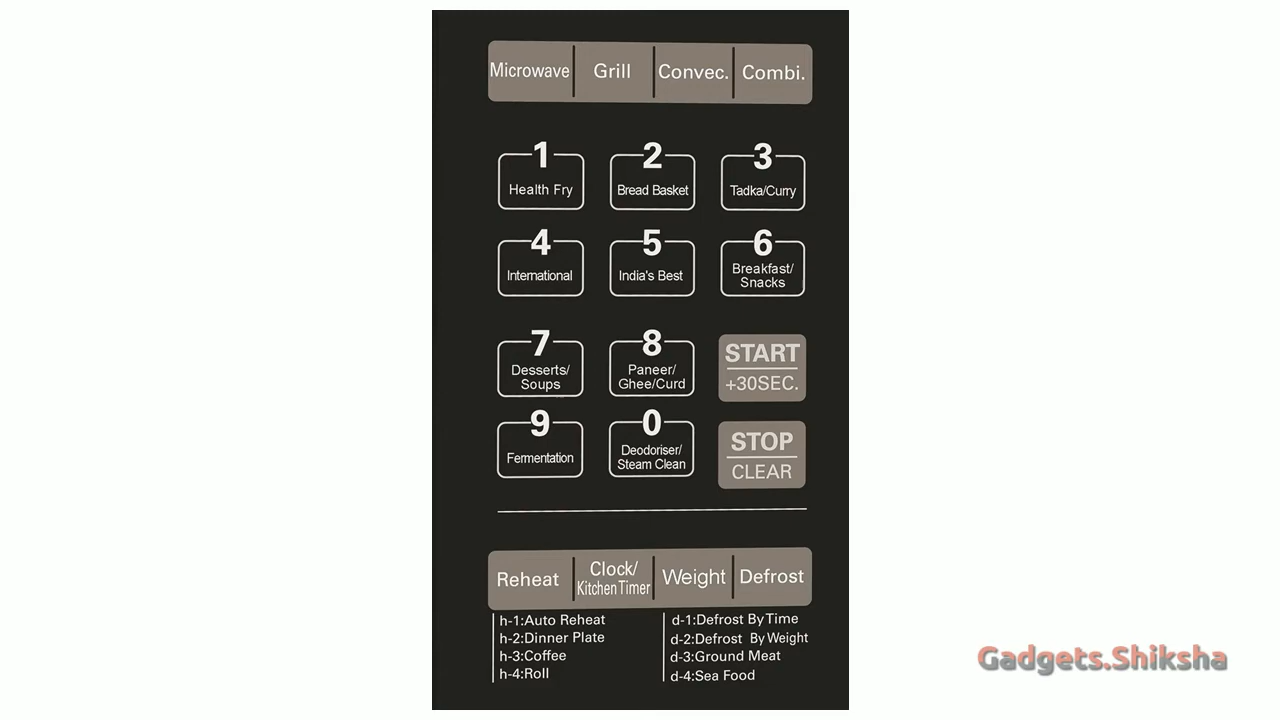 Microwave Grill Convec. Combi.
1 2 3
Health Fry Bread Basket Tadka/Curry
4 5 6
International India's Best Breakfast/
Snacks
7 8 START
Desserts/ Paneer/ +30SEC.
Soups Ghee/Curd
9 0 STOP
Fermentation Deodoriser/ CLEAR
Steam Clean
Reheat Clock/ Weight Defrost
Kitchen Timer
h-1:Auto Reheat d-1:Defrost By Time
h-2:Dinner Plate d-2:Defrost By Weight
h-3:Coffee d-3:Ground Meat
h-4:Roll d-4:Sea Food
Gadgets.Shiksha